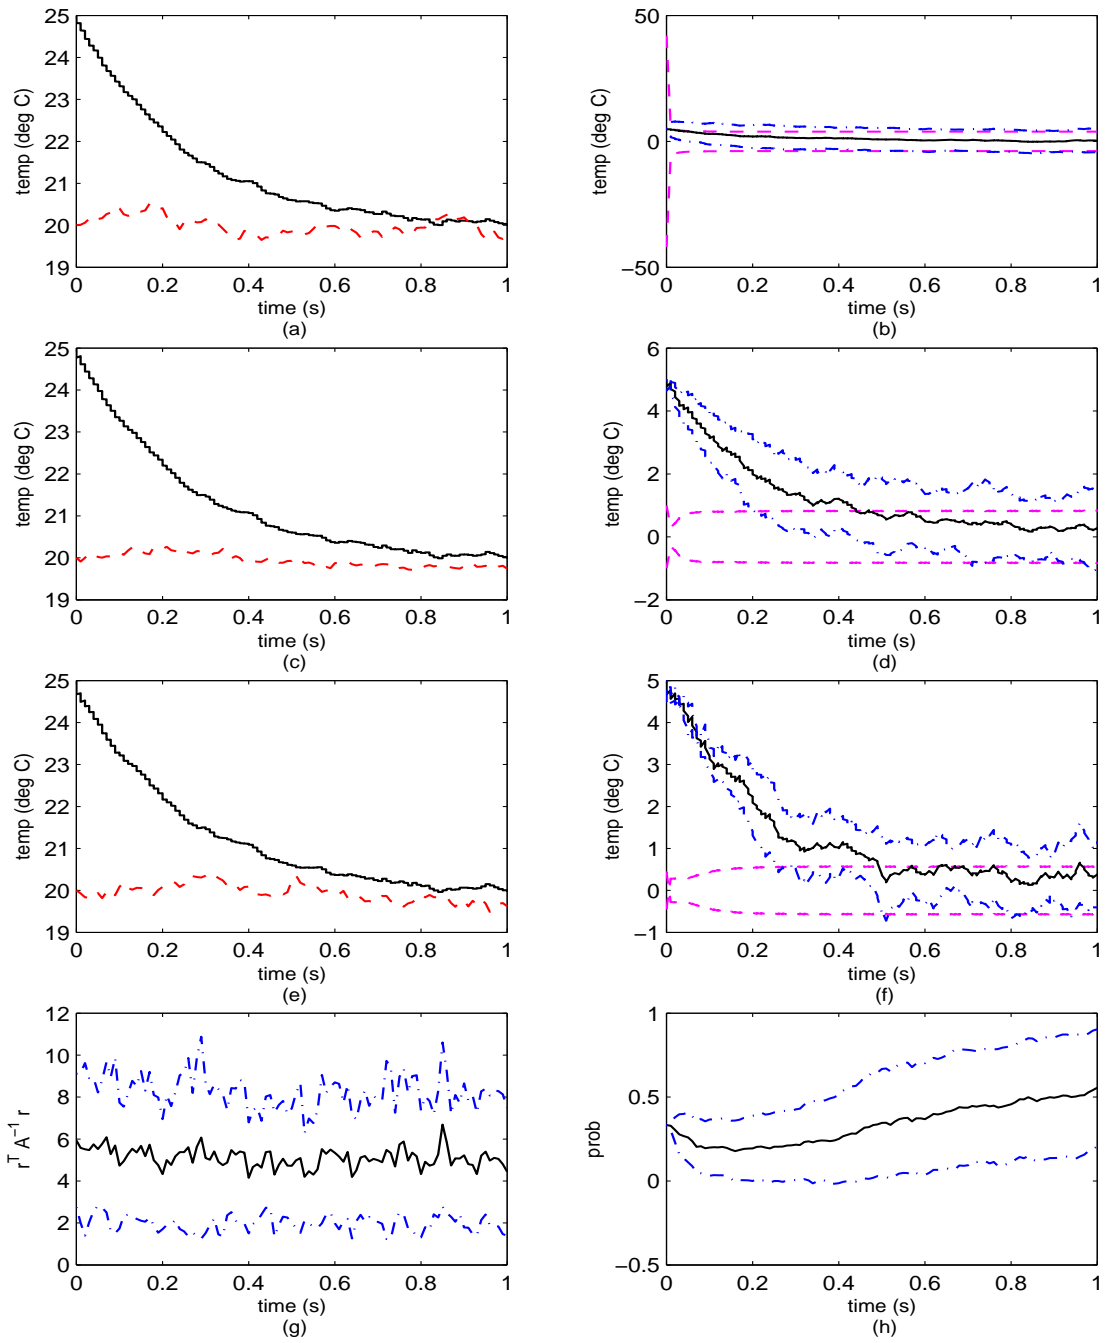 25
24
23
22
21
20
19
temp (deg C)
0 0.2 0.4 0.6 0.8 1
time (s)
(a)
50
0
−50
temp (deg C)
0 0.2 0.4 0.6 0.8 1
time (s)
(b)
25
24
23
22
21
20
19
temp (deg C)
0 0.2 0.4 0.6 0.8 1
time (s)
(c)
6
4
2
0
−2
temp (deg C)
0 0.2 0.4 0.6 0.8 1
time (s)
(d)
25
24
23
22
21
20
19
temp (deg C)
0 0.2 0.4 0.6 0.8 1
time (s)
(e)
5
4
3
2
1
0
−1
temp (deg C)
0 0.2 0.4 0.6 0.8 1
time (s)
(f)
12
10
8
6
4
2
0
r^T A^−1 r
0 0.2 0.4 0.6 0.8 1
time (s)
(g)
1
0.5
0
−0.5
prob
0 0.2 0.4 0.6 0.8 1
time (s)
(h)